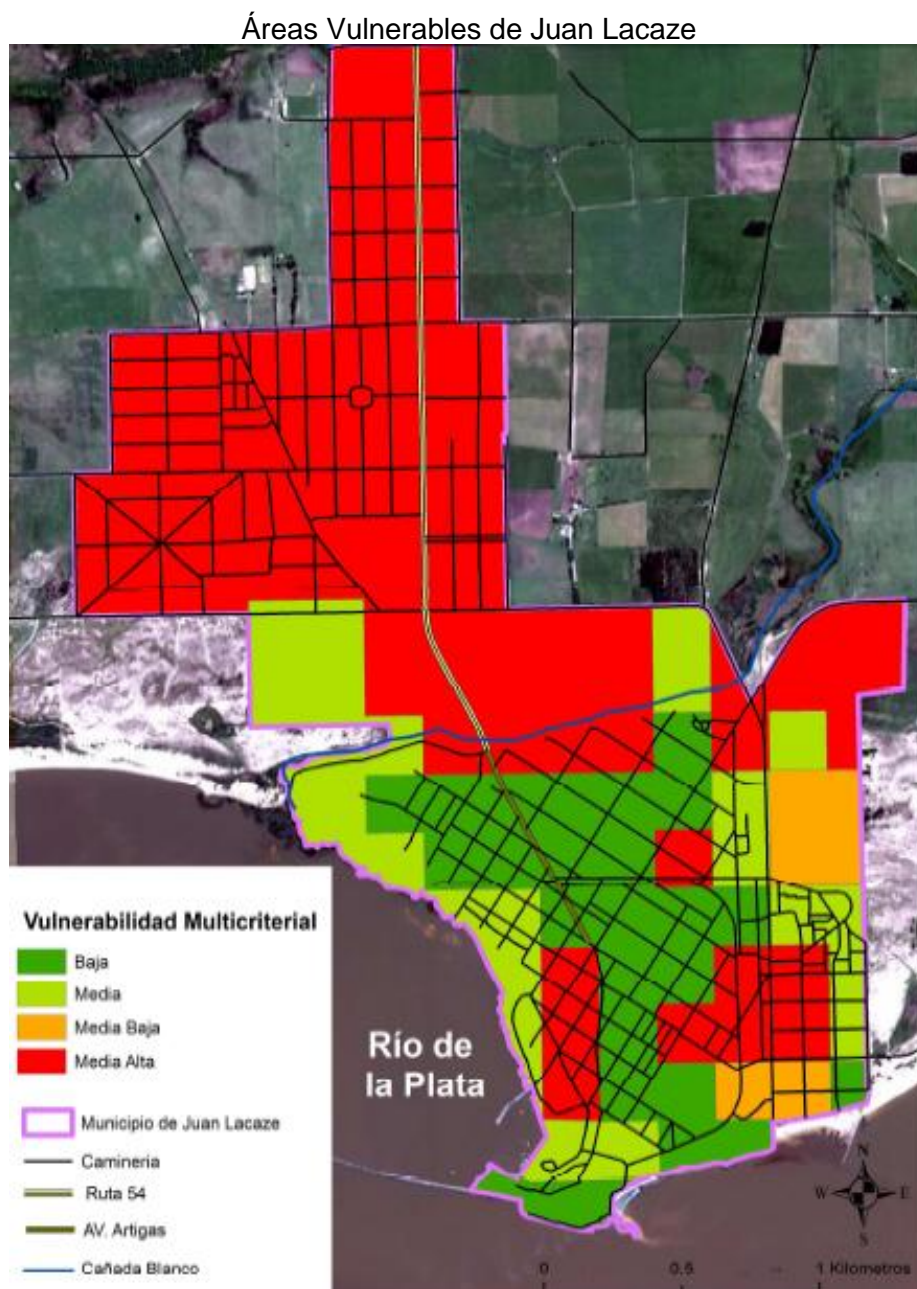 Áreas Vulnerables de Juan Lacaze
Vulnerabilidad Multicriterial
Baja
Media
Media Baja
Media Alta
Municipio de Juan Lacaze
Camineria
Ruta 54
AV. Artigas
Cañada Blanco
Río de
la Plata
N
W E
S
0 0.5 1 Kilometros